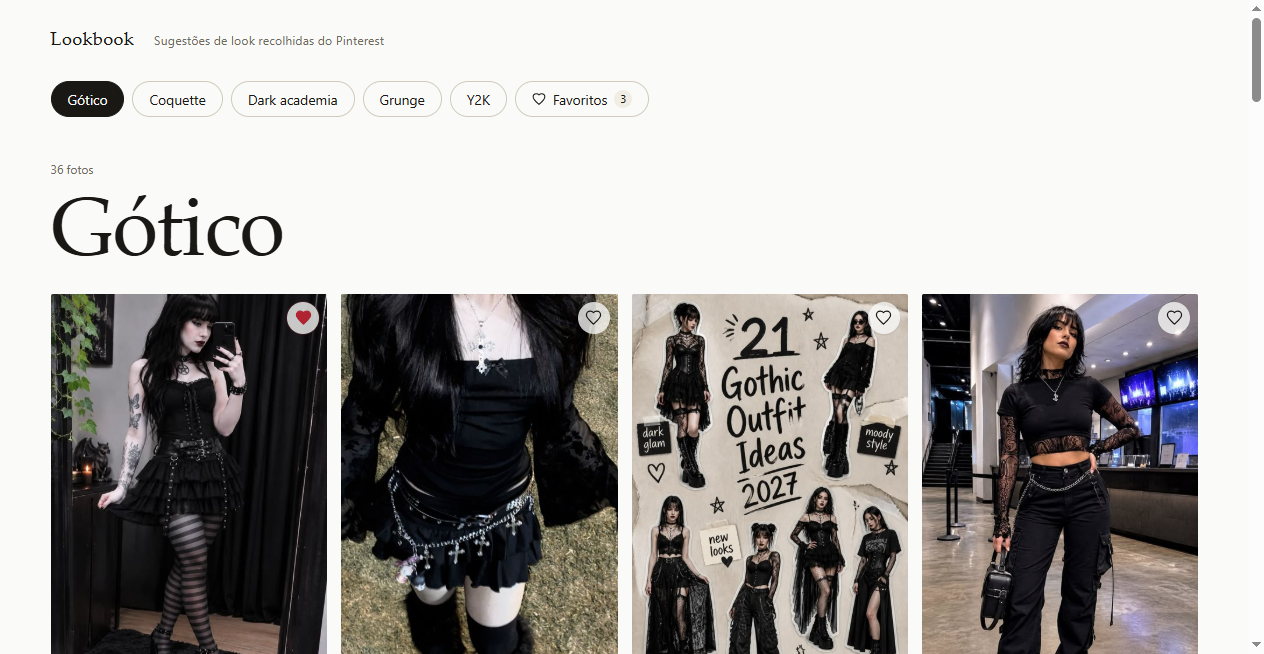 Lookbook
Sugestões de look recolhidas do Pinterest
Gótico
Coquette
Dark academia
Grunge
Y2K
Favoritos 3
36 fotos
Gótico
21
Gothic
Outfit
Ideas
2027
dark
glam
moody
style
new
looks